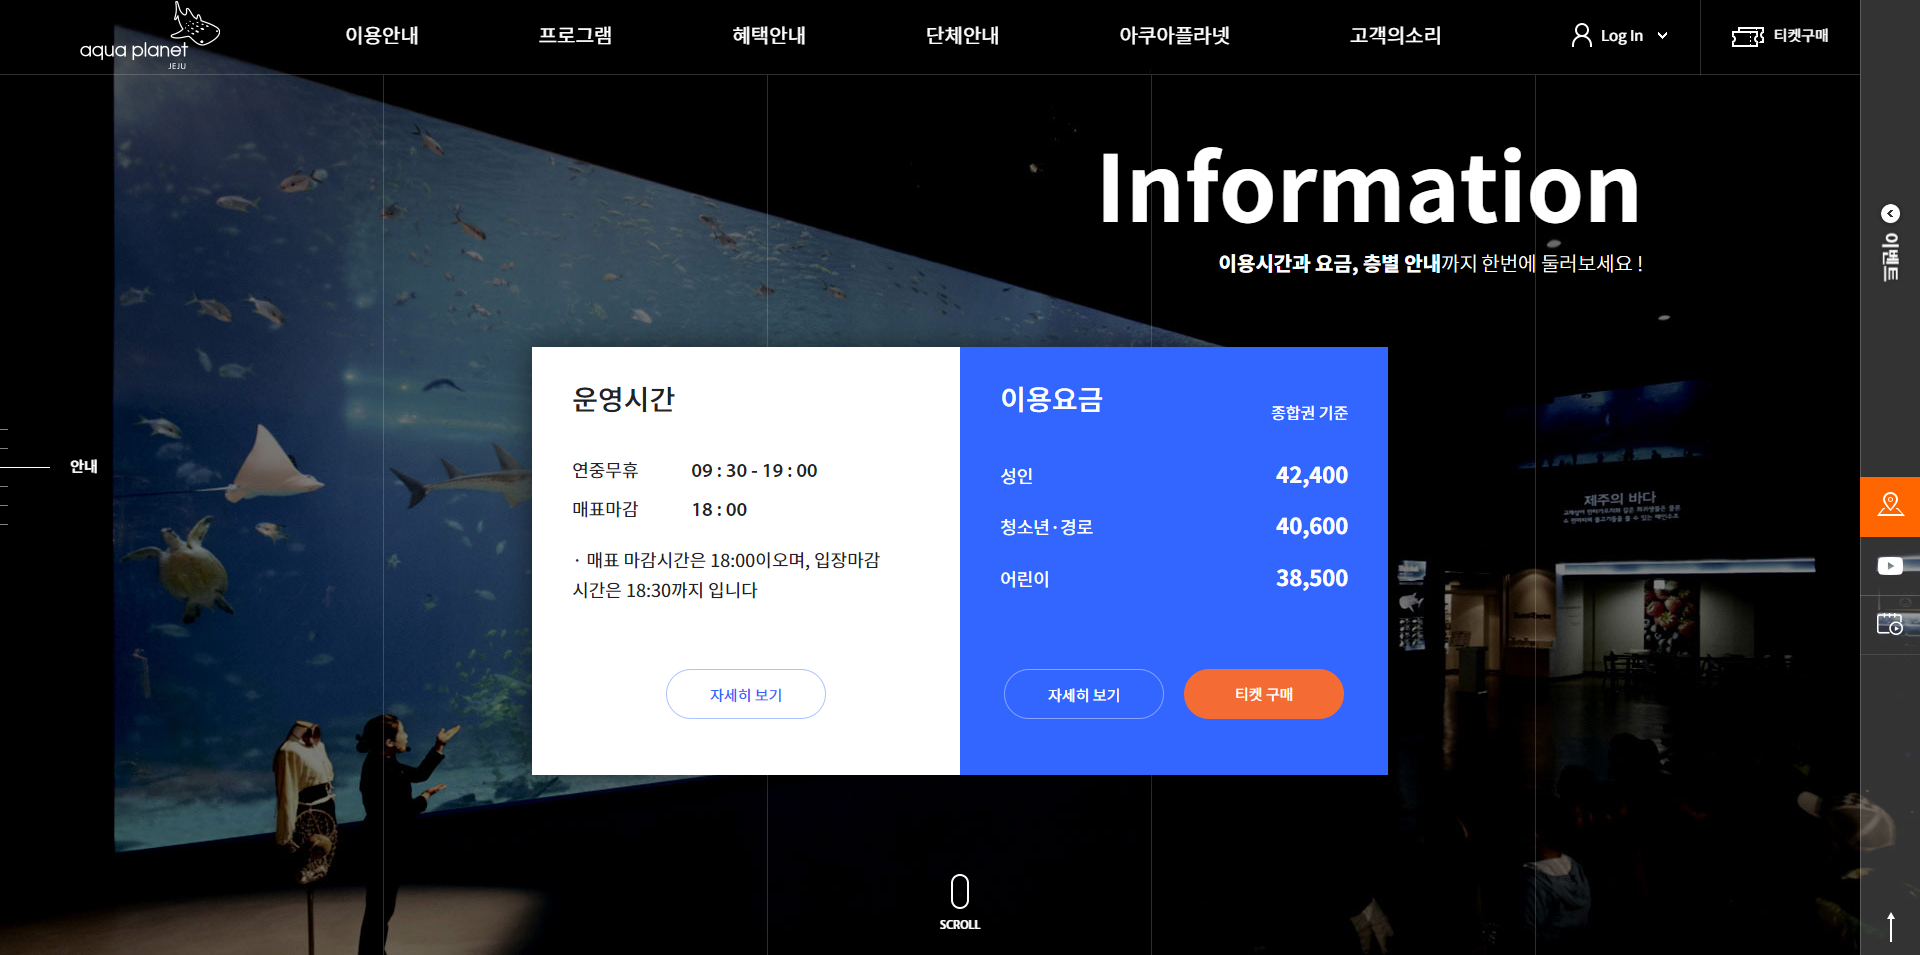 aqua planet
JEJU
이용안내
프로그램
혜택안내
단체안내
아쿠아플라넷
고객의소리
Log In
티켓구매
Information
이용시간과 요금, 층별 안내까지 한번에 둘러보세요 !
이벤트
안내
운영시간
연중무휴 09 : 30 - 19 : 00
매표마감 18 : 00
· 매표 마감시간은 18:00이오며, 입장마감
시간은 18:30까지 입니다
자세히 보기
이용요금
종합권 기준
성인 42,400
청소년 · 경로 40,600
어린이 38,500
자세히 보기
티켓 구매
제주의 바다
SCROLL